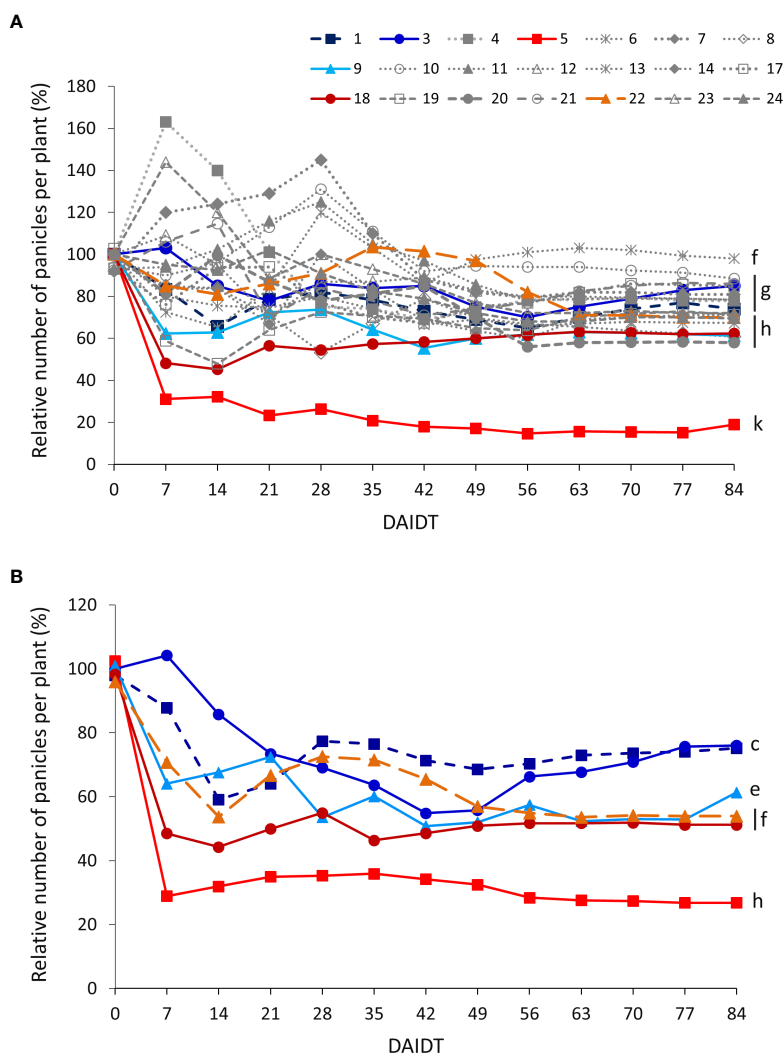 A
1 3 4 5 6 7 8
9 10 11 12 13 14 17
18 19 20 21 22 23 24
Relative number of panicles per plant (%)
180
160
140
120
100
80
60
40
20
0
f
g
h
k
0 7 14 21 28 35 42 49 56 63 70 77 84
DAIDT
B
Relative number of panicles per plant (%)
120
100
80
60
40
20
0
c
e
f
h
0 7 14 21 28 35 42 49 56 63 70 77 84
DAIDT